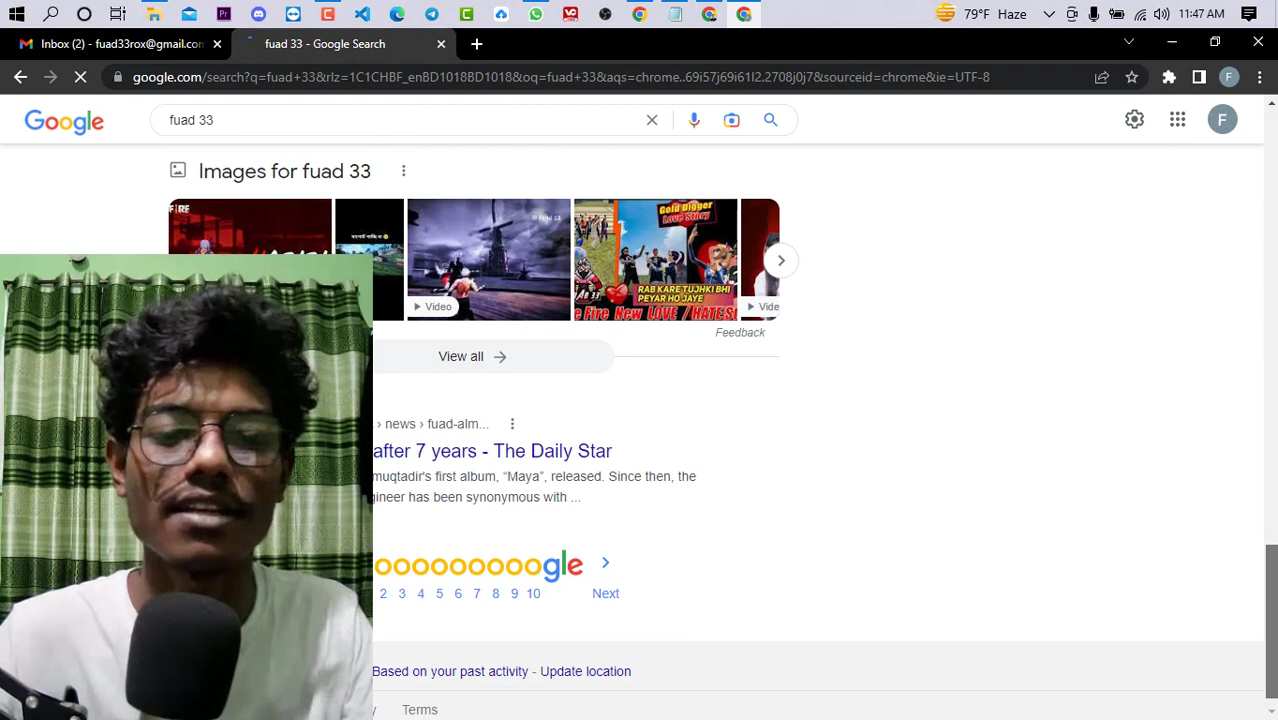 79°F Haze
11:47 AM
Inbox (2) - fuad33rox@gmail.con
fuad 33 - Google Search
google.com/search?q=fuad+33&rlz=1C1CHBF_enBD1018BD1018&oq=fuad+33&aqs=chrome..69i57j69i61l2.2708j0j7&sourceid=chrome&ie=UTF-8
F
Google
fuad 33
F
Images for fuad 33
Gold Digger
Love Story
RAB KARE TUJHKI BHI
PEYAR HO JAYE
Video
Vide
Fire New LOVE / HATES
Feedback
View all
› news › fuad-alm...
after 7 years - The Daily Star
muqtadir's first album, “Maya”, released. Since then, the
gineer has been synonymous with ...
oooooooooogle
2 3 4 5 6 7 8 9 10 Next
Based on your past activity - Update location
Terms